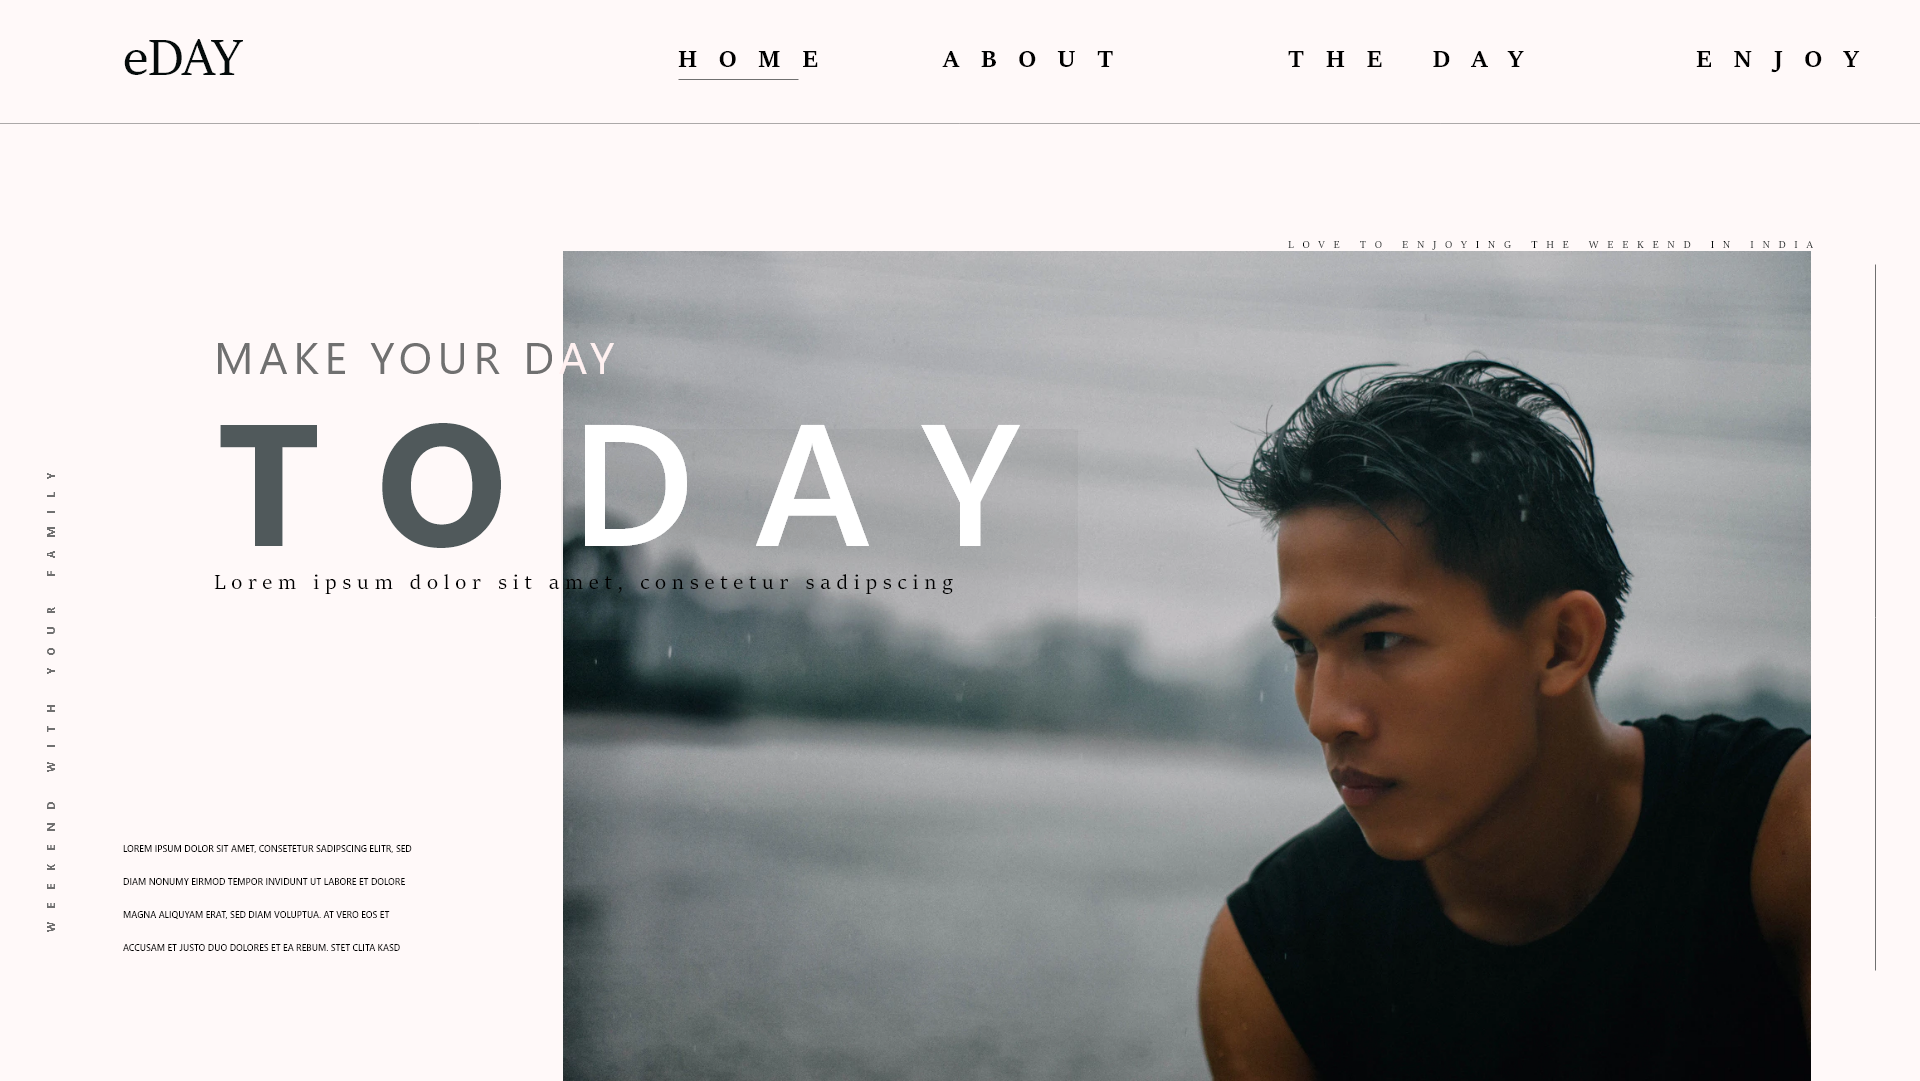 eDAY
HOME ABOUT THE DAY ENJOY
LOVE TO ENJOYING THE WEEKEND IN INDIA
MAKE YOUR DAY
TODAY
Lorem ipsum dolor sit amet, consetetur sadipscing
WEEKEND WITH YOUR FAMILY
LOREM IPSUM DOLOR SIT AMET, CONSETETUR SADIPSCING ELITR, SED
DIAM NONUMY EIRMOD TEMPOR INVIDUNT UT LABORE ET DOLORE
MAGNA ALIQUYAM ERAT, SED DIAM VOLUPTUA. AT VERO EOS ET
ACCUSAM ET JUSTO DUO DOLORES ET EA REBUM. STET CLITA KASD